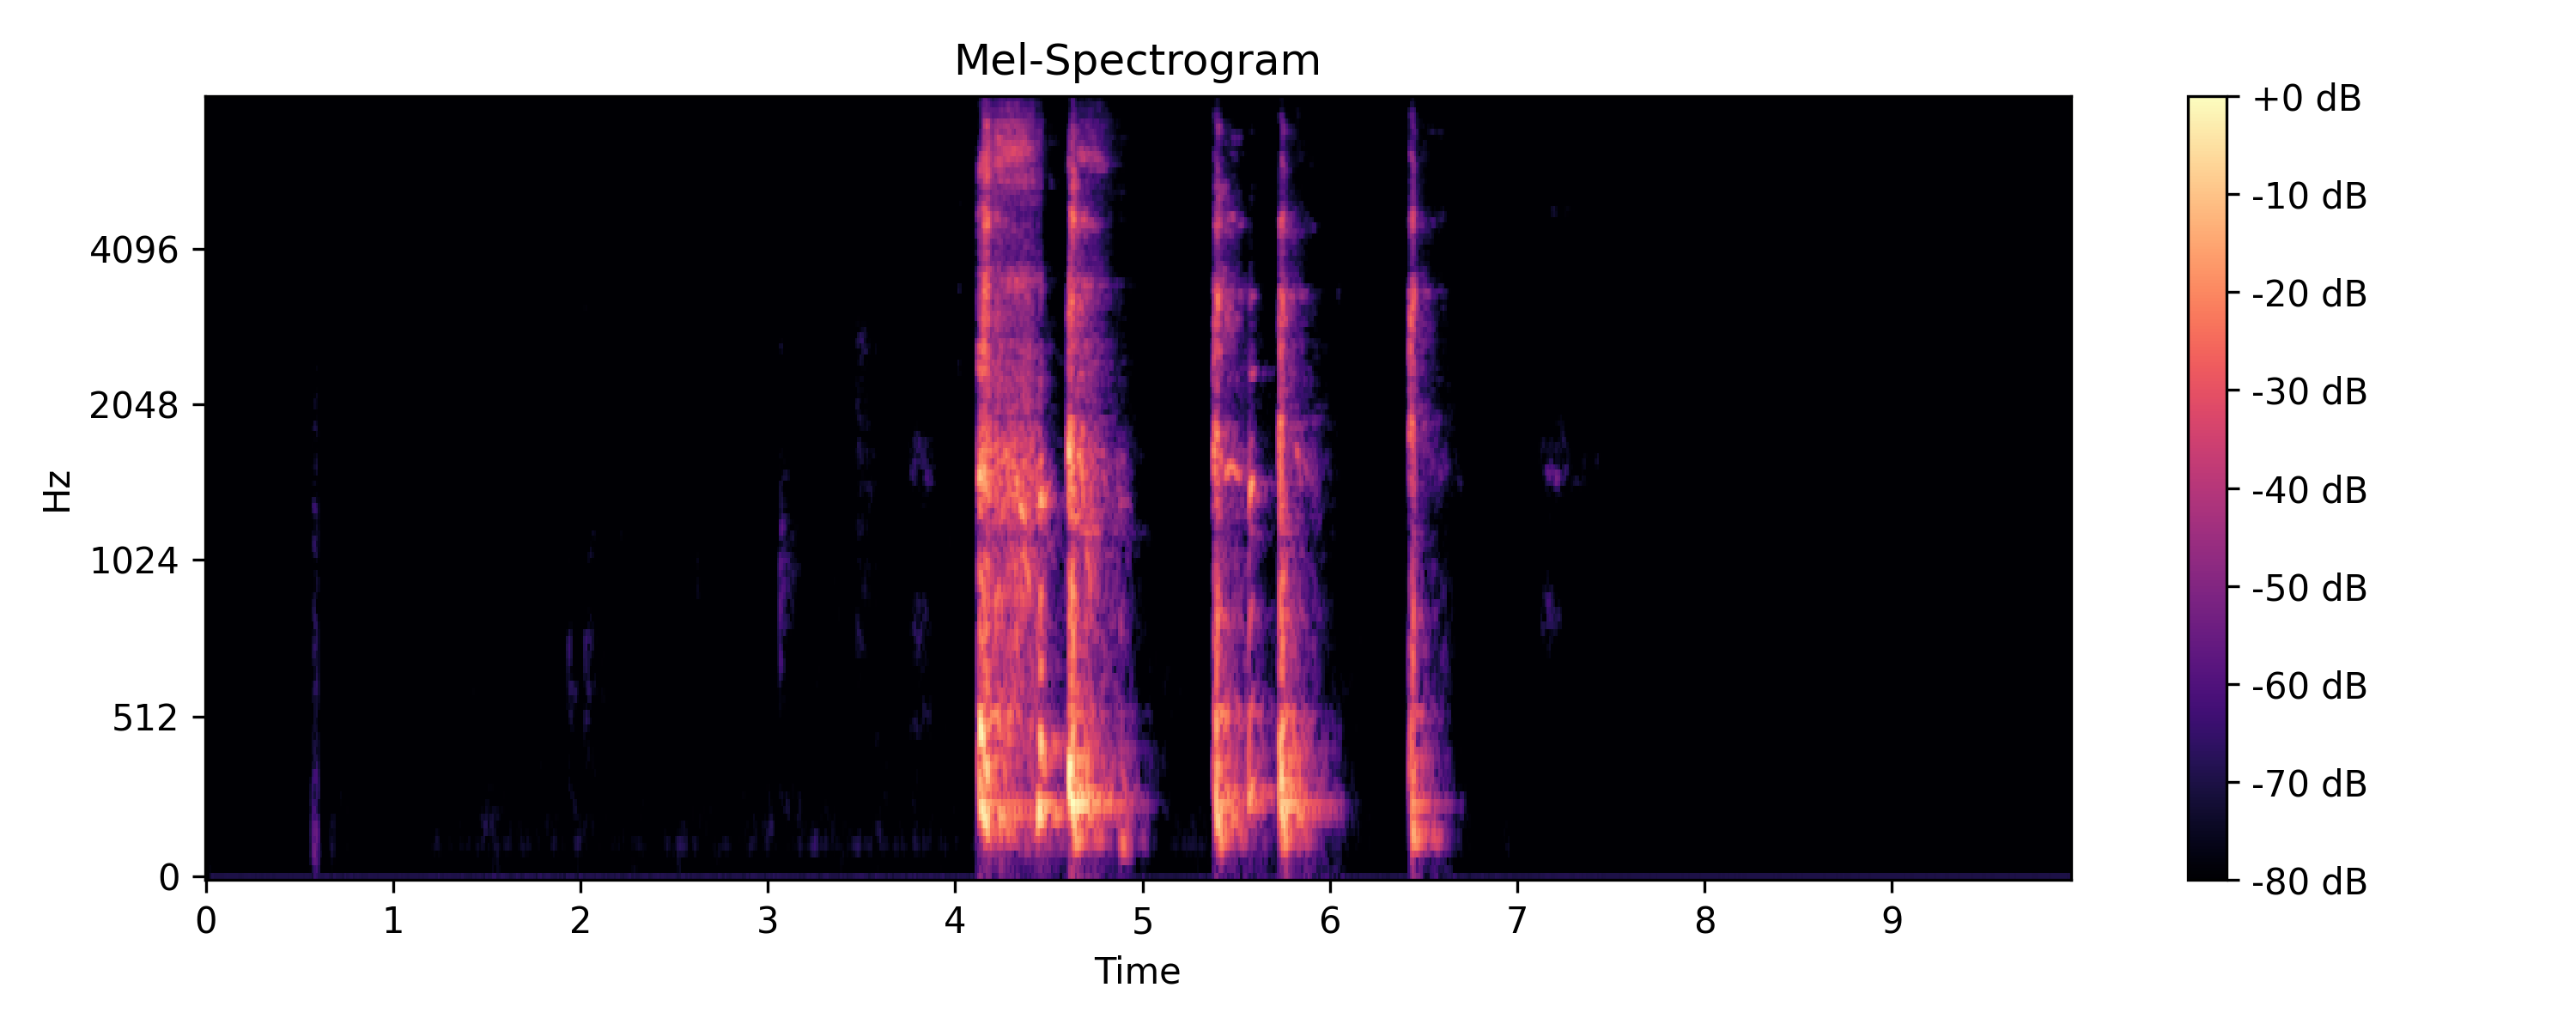 Mel-Spectrogram
+0 dB
-10 dB
-20 dB
-30 dB
-40 dB
-50 dB
-60 dB
-70 dB
-80 dB
Hz
4096
2048
1024
512
0
0 1 2 3 4 5 6 7 8 9
Time